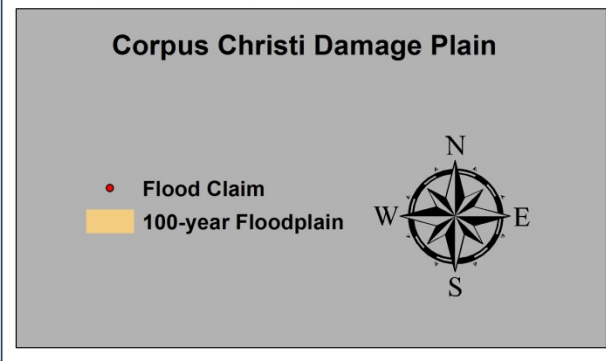 Corpus Christi Damage Plain
N
Flood Claim
100-year Floodplain
W
E
S